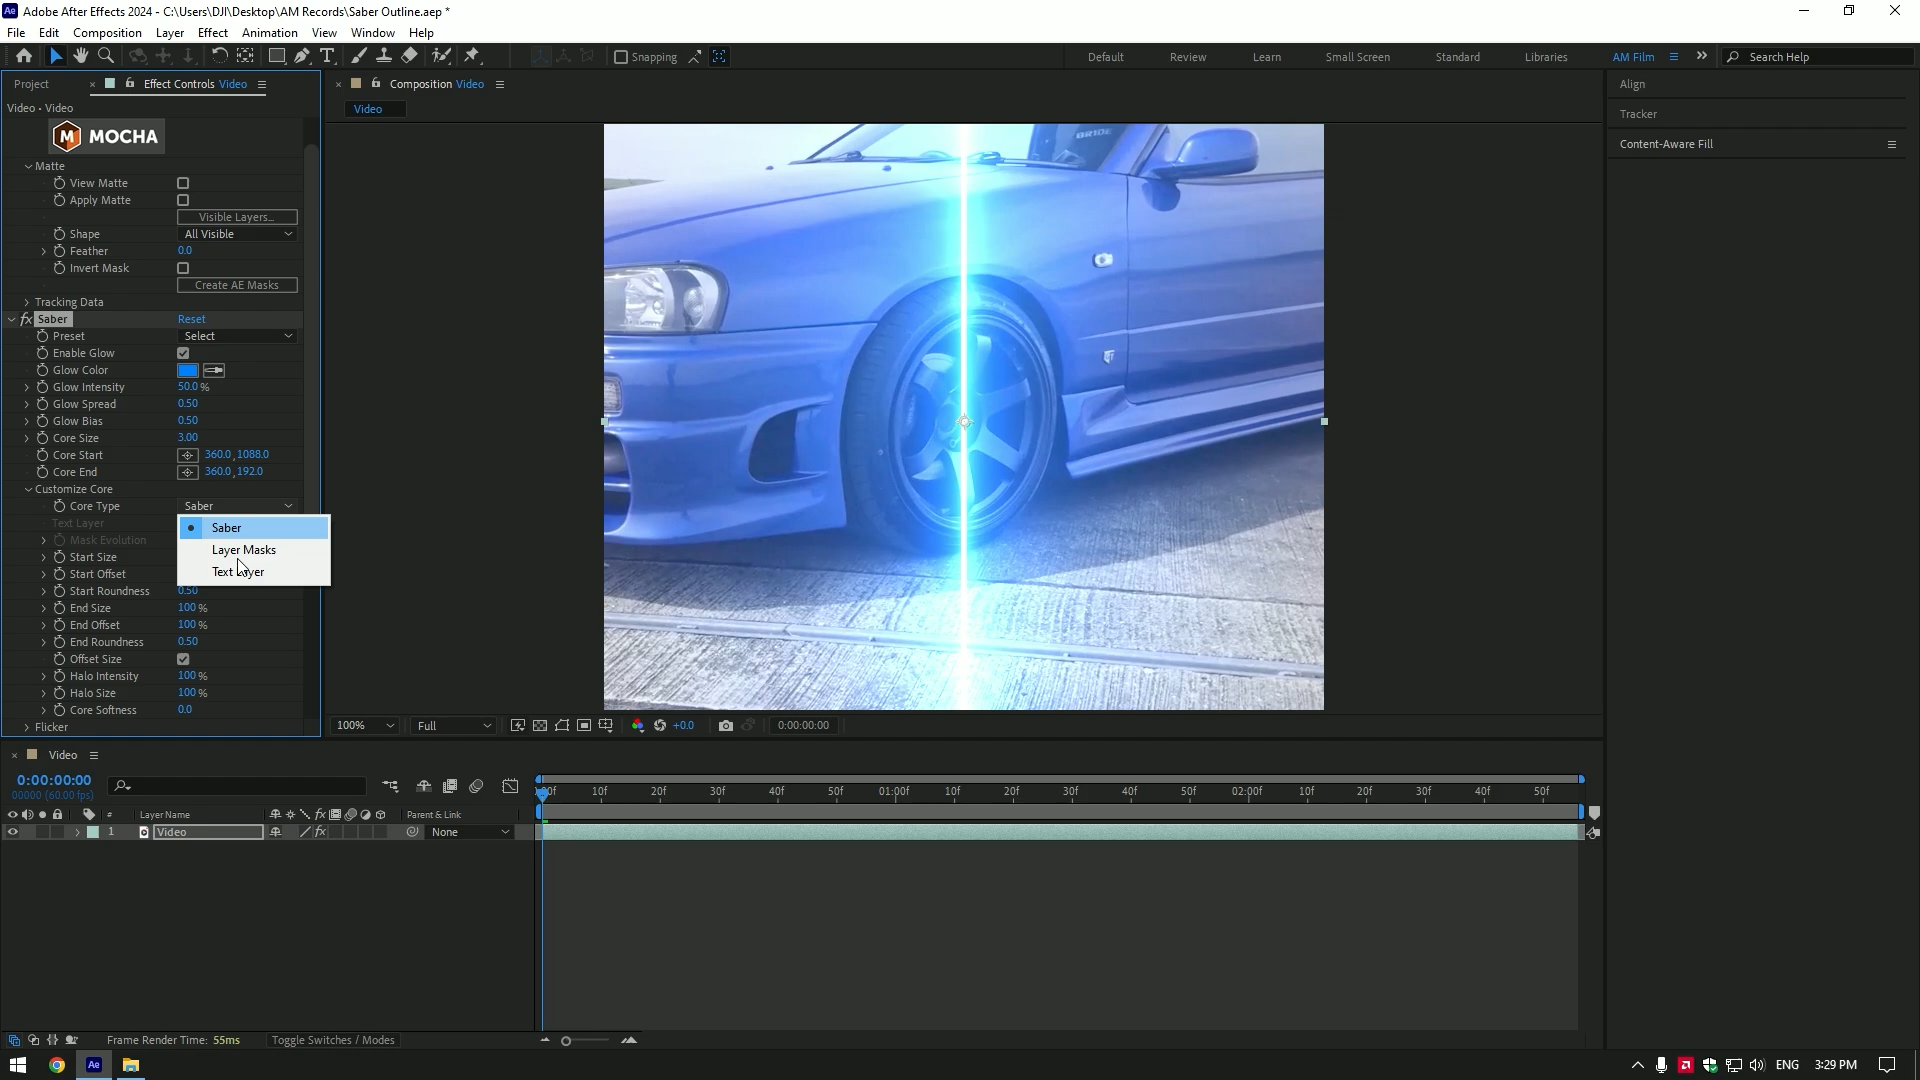 Adobe After Effects 2024 - C:\Users\DJI\Desktop\AM Records\Saber Outline.aep *
File Edit Composition Layer Effect Animation View Window Help
Snapping
Default Review Learn Small Screen Standard Libraries AM Film Search Help
Project Effect Controls Video
Composition Video
Align
Video • Video
Video
Tracker
MOCHA
Content-Aware Fill
Matte
View Matte
Apply Matte
Visible Layers...
Shape All Visible
Feather 0.0
Invert Mask
Create AE Masks
Tracking Data
fx Saber Reset
Preset Select
Enable Glow
Glow Color
Glow Intensity 50.0 %
Glow Spread 0.50
Glow Bias 0.50
Core Size 3.00
Core Start 360.0, 1088.0
Core End 360.0, 192.0
Customize Core
Core Type Saber
Text Layer
Saber
Mask Evolution
Layer Masks
Start Size
Text Layer
Start Offset
Start Roundness 0.50
End Size 100 %
End Offset 100 %
End Roundness 0.50
Offset Size
Halo Intensity 100 %
Halo Size 100 %
Core Softness 0.0
Flicker
BRIDE
100% Full +0.0 0:00:00:00
Video
0:00:00:00
00000 (60.00 fps)
:00f 10f 20f 30f 40f 50f 01:00f 10f 20f 30f 40f 50f 02:00f 10f 20f 30f 40f 50f
# Layer Name Parent & Link
1 Video None
Frame Render Time: 55ms Toggle Switches / Modes
ENG 3:29 PM